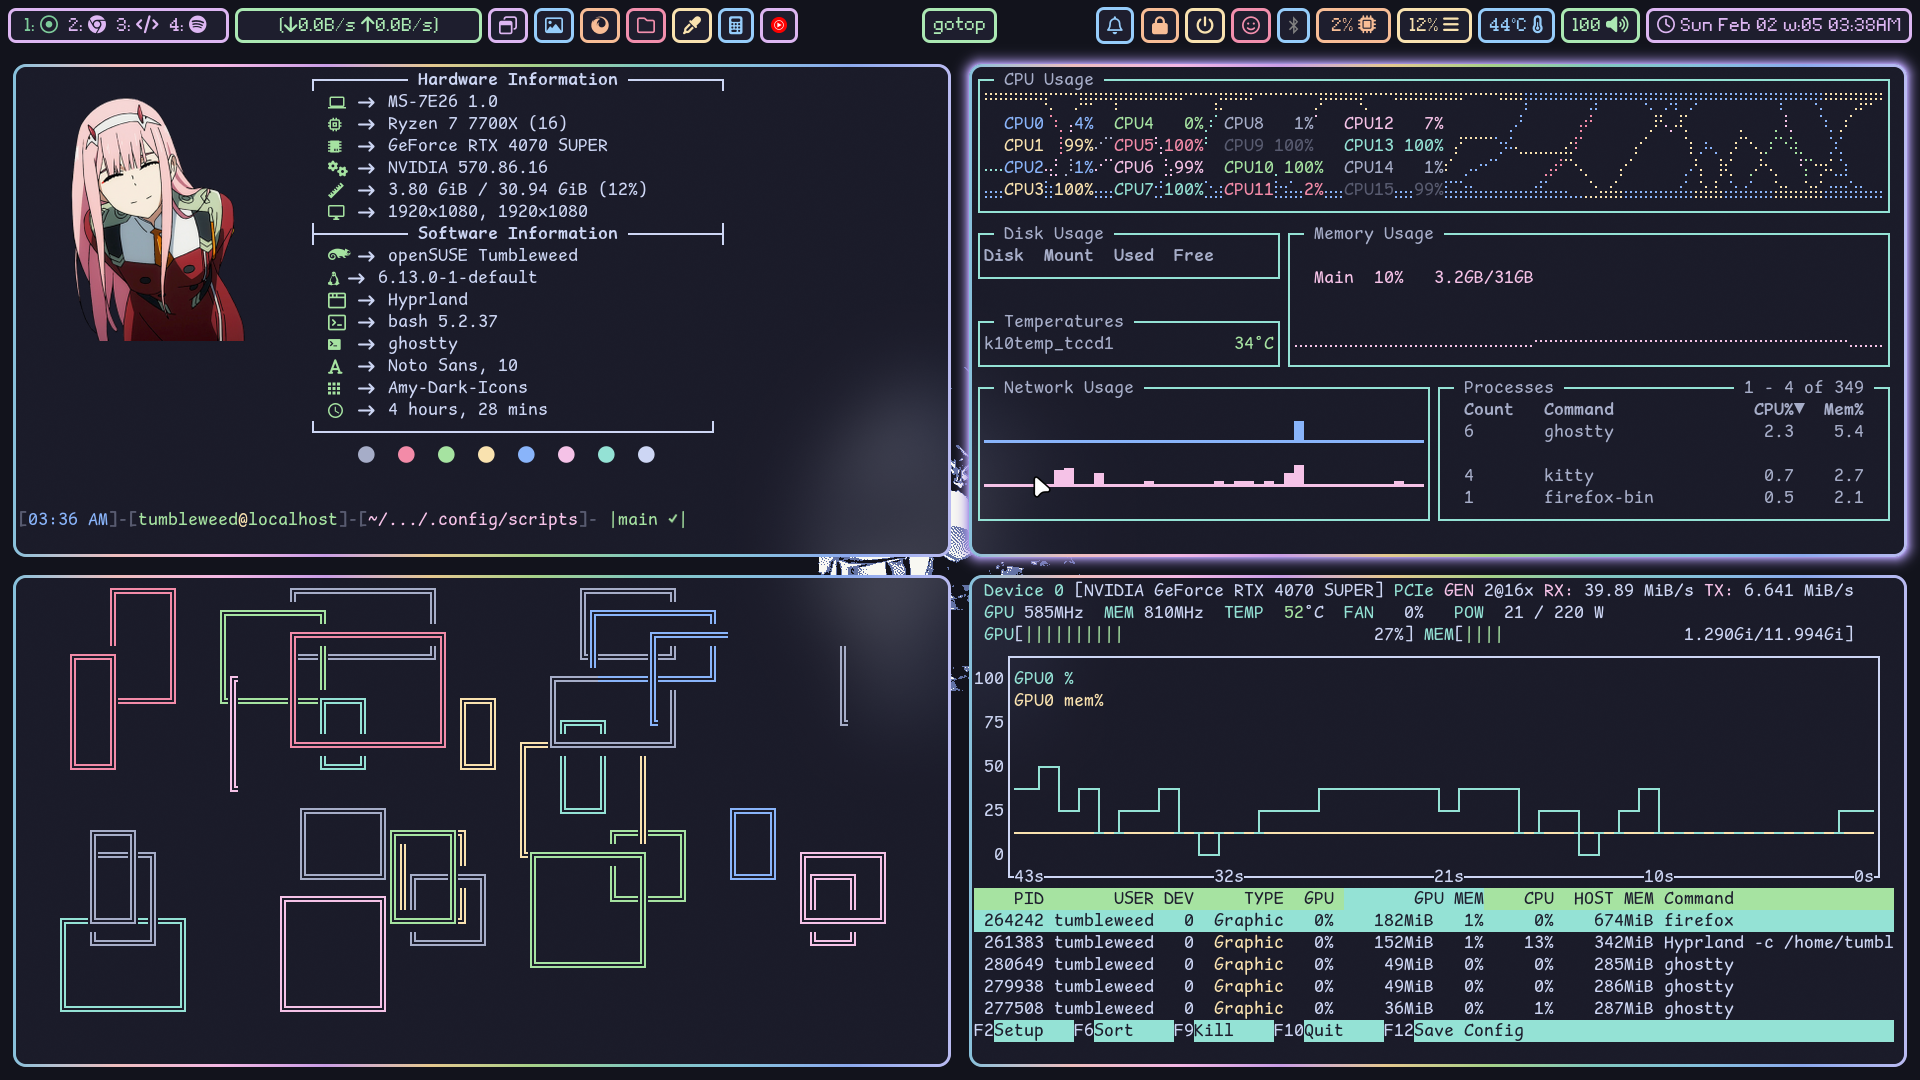 1: 2: 3: 4: (↓0.0B/s ↑0.0B/s) gotop 2% 12% 44°C 100 Sun Feb 02 w:05 03:38AM
Hardware Information
→ MS-7E26 1.0
→ Ryzen 7 7700X (16)
→ GeForce RTX 4070 SUPER
→ NVIDIA 570.86.16
→ 3.80 GiB / 30.94 GiB (12%)
→ 1920x1080, 1920x1080
Software Information
→ openSUSE Tumbleweed
→ 6.13.0-1-default
→ Hyprland
→ bash 5.2.37
→ ghostty
→ Noto Sans, 10
→ Amy-Dark-Icons
→ 4 hours, 28 mins
[03:36 AM]-[tumbleweed@localhost]-[~/.../.config/scripts]- |main ✔|
CPU Usage
CPU0 4% CPU4 0% CPU8 1% CPU12 7%
CPU1 99% CPU5 100% CPU9 100% CPU13 100%
CPU2 1% CPU6 99% CPU10 100% CPU14 1%
CPU3 100% CPU7 100% CPU11 2% CPU15 99%
Disk Usage
Disk Mount Used Free
Memory Usage
Main 10% 3.2GB/31GB
Temperatures
k10temp_tccd1 34°C
Network Usage
Processes 1 - 4 of 349
Count Command CPU%▼ Mem%
6 ghostty 2.3 5.4
4 kitty 0.7 2.7
1 firefox-bin 0.5 2.1
Device 0 [NVIDIA GeForce RTX 4070 SUPER] PCIe GEN 2@16x RX: 39.89 MiB/s TX: 6.641 MiB/s
GPU 585MHz MEM 810MHz TEMP 52°C FAN 0% POW 21 / 220 W
GPU[|||||||||| 27%] MEM[|||| 1.290Gi/11.994Gi]
100 GPU0 %
GPU0 mem%
75
50
25
0
43s 32s 21s 10s 0s
PID USER DEV TYPE GPU GPU MEM CPU HOST MEM Command
264242 tumbleweed 0 Graphic 0% 182MiB 1% 0% 674MiB firefox
261383 tumbleweed 0 Graphic 0% 152MiB 1% 13% 342MiB Hyprland -c /home/tumbl
280649 tumbleweed 0 Graphic 0% 49MiB 0% 0% 285MiB ghostty
279938 tumbleweed 0 Graphic 0% 49MiB 0% 0% 286MiB ghostty
277508 tumbleweed 0 Graphic 0% 36MiB 0% 1% 287MiB ghostty
F2Setup F6Sort F9Kill F10Quit F12Save Config